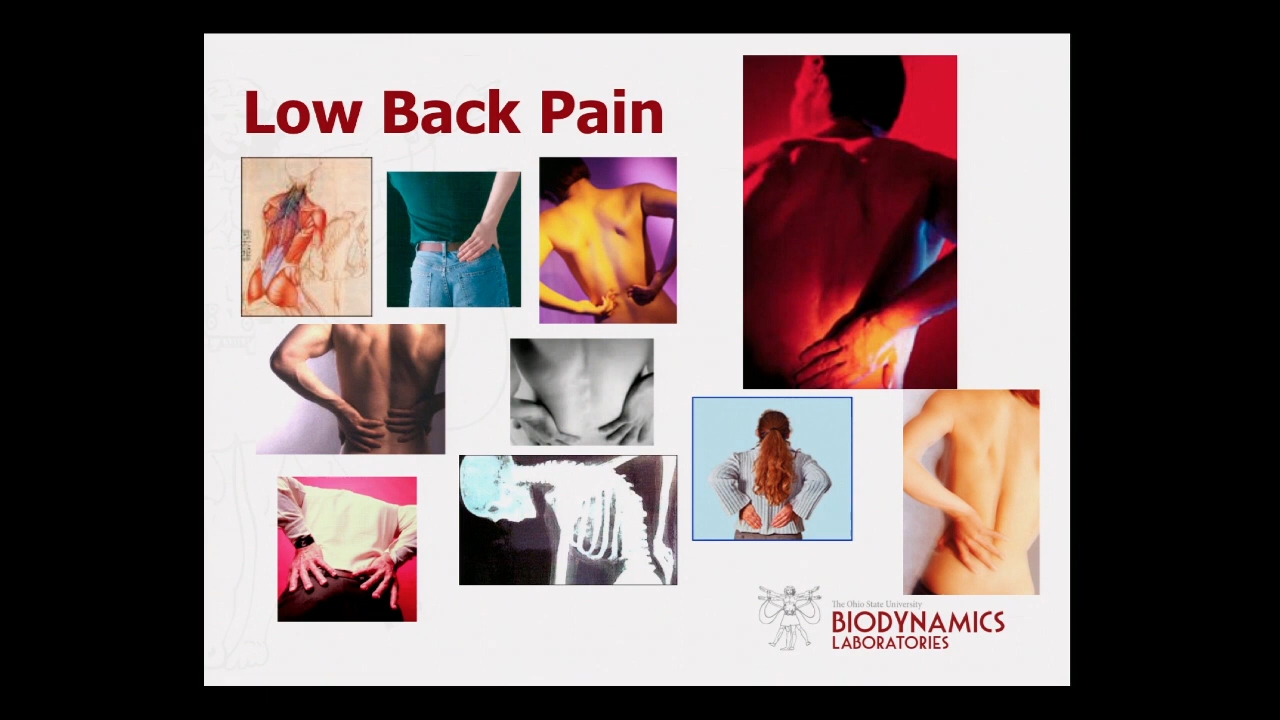 Low Back Pain
The Ohio State University
BIODYNAMICS
LABORATORIES